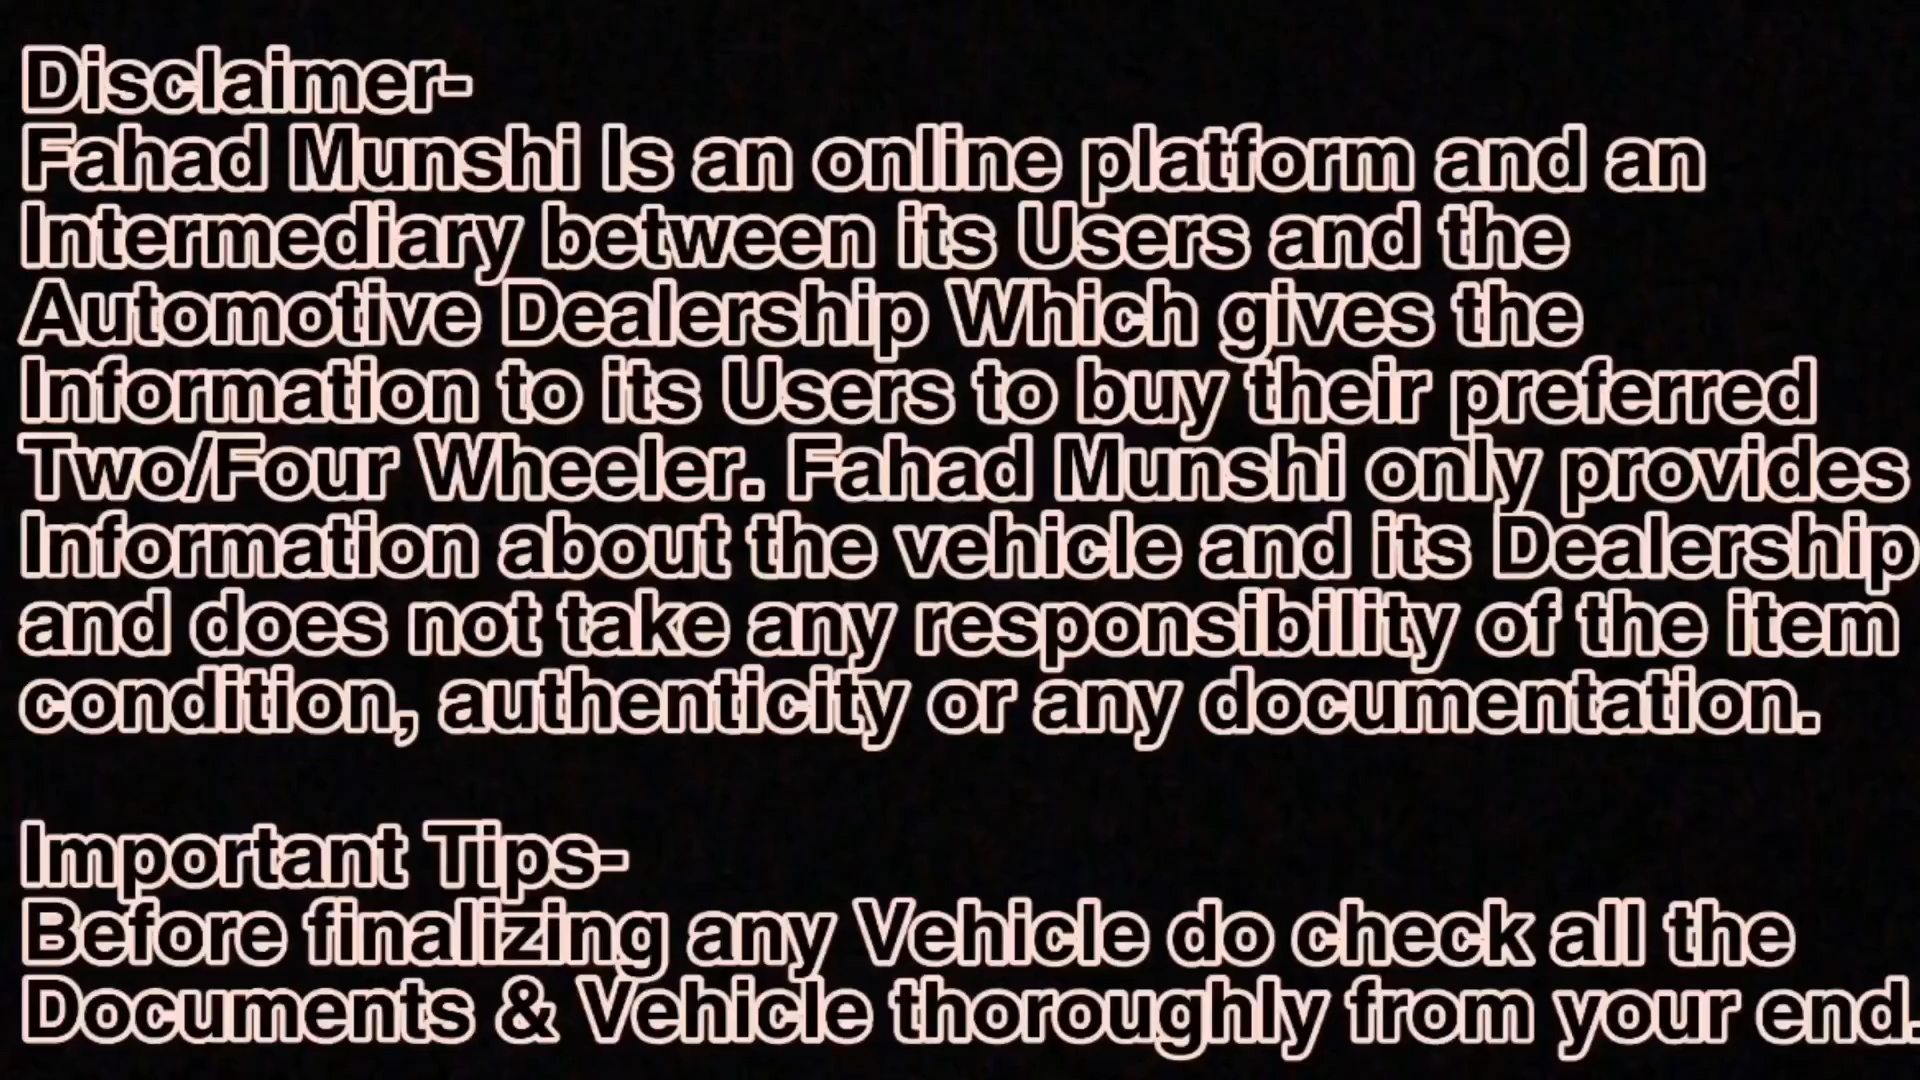 Disclaimer-
Fahad Munshi Is an online platform and an
Intermediary between its Users and the
Automotive Dealership Which gives the
Information to its Users to buy their preferred
Two/Four Wheeler. Fahad Munshi only provides
Information about the vehicle and its Dealership
and does not take any responsibility of the item
condition, authenticity or any documentation.
Important Tips-
Before finalizing any Vehicle do check all the
Documents & Vehicle thoroughly from your end.